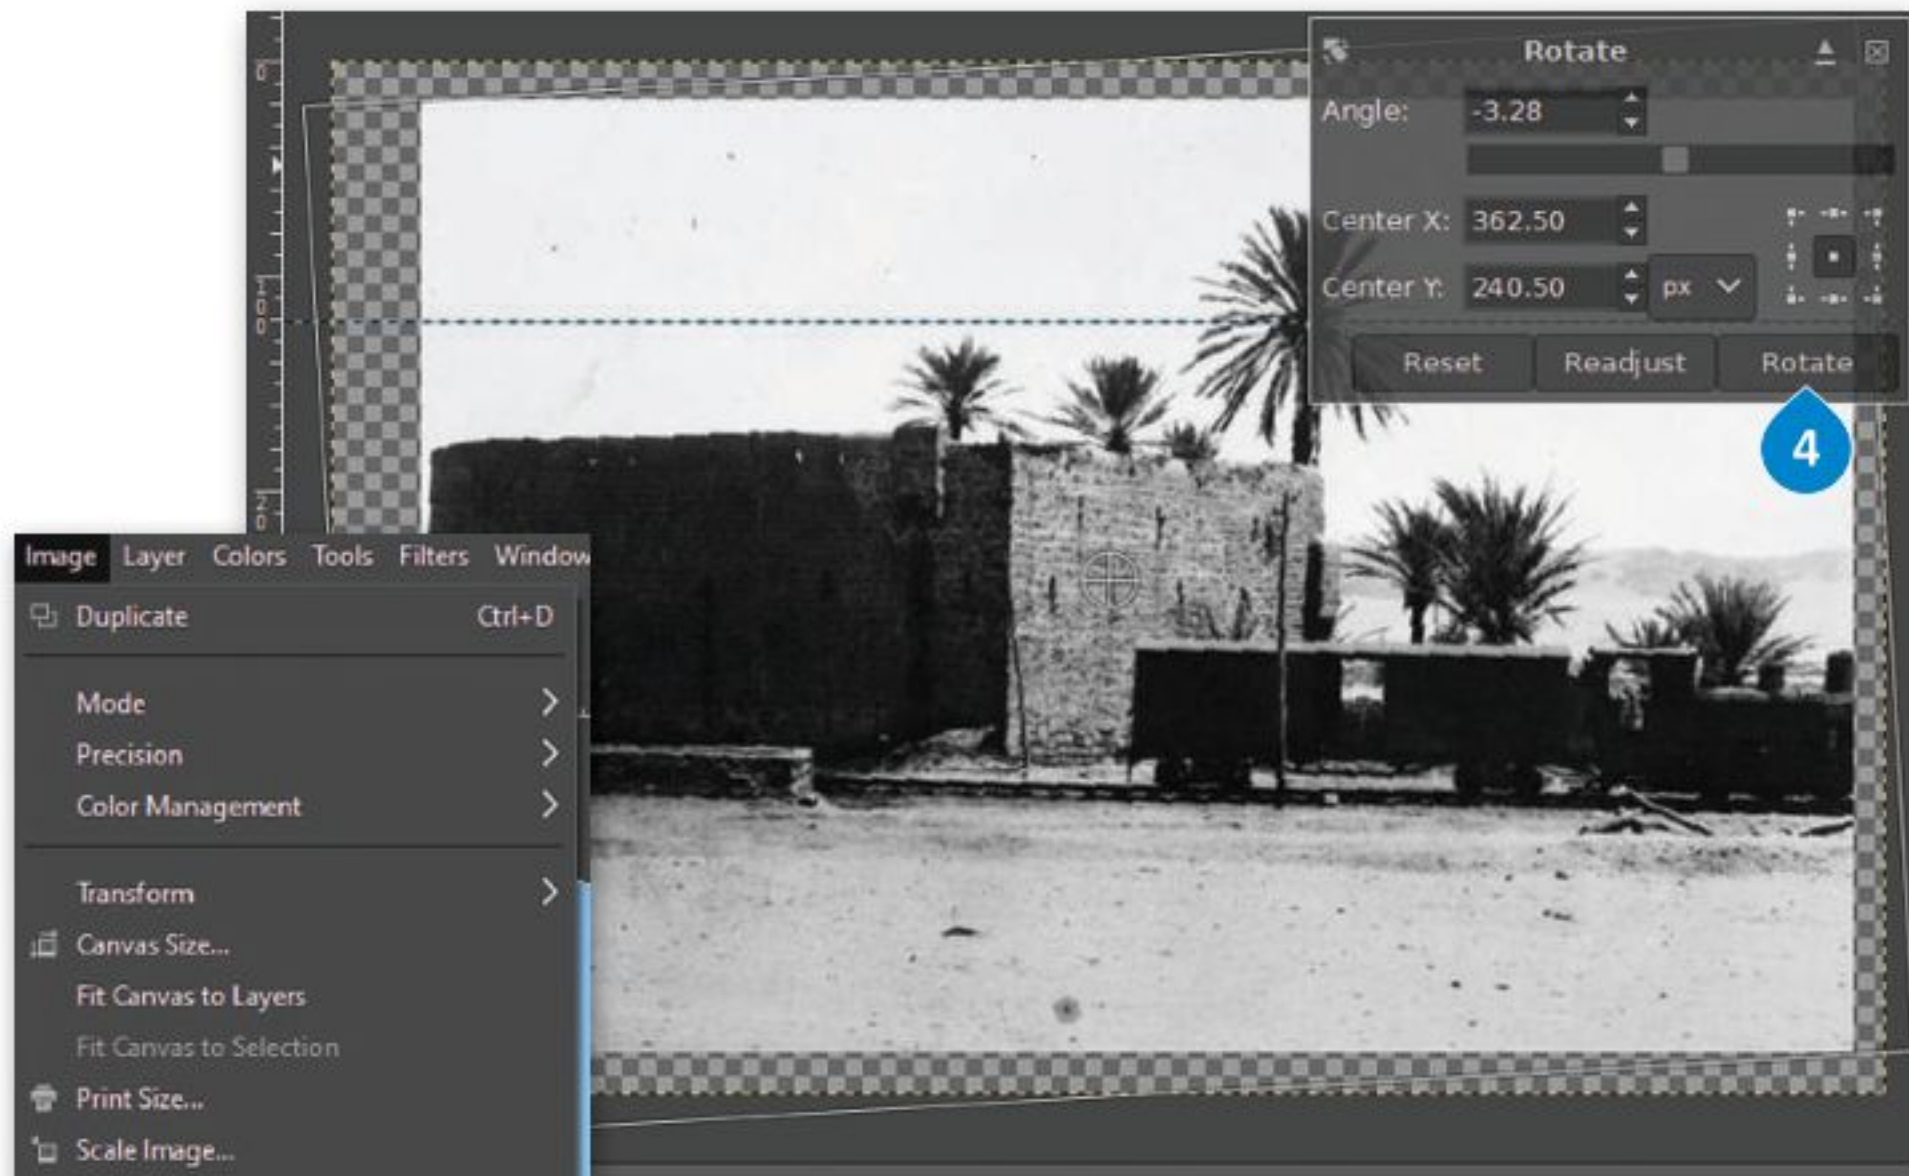 Rotate
Angle: -3.28
Center X: 362.50
Center Y: 240.50 px
Reset Readjust Rotate
4
0
100
Image Layer Colors Tools Filters Window
Duplicate Ctrl+D
Mode
Precision
Color Management
Transform
Canvas Size...
Fit Canvas to Layers
Fit Canvas to Selection
Print Size...
Scale Image...